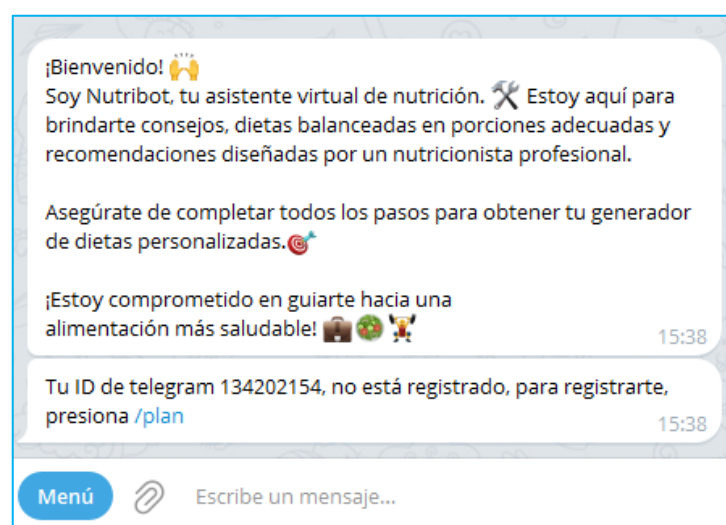 ¡Bienvenido! 🙌
Soy Nutribot, tu asistente virtual de nutrición. 🛠️ Estoy aquí para
brindarte consejos, dietas balanceadas en porciones adecuadas y
recomendaciones diseñadas por un nutricionista profesional.
Asegúrate de completar todos los pasos para obtener tu generador
de dietas personalizadas.🎯
¡Estoy comprometido en guiarte hacia una
alimentación más saludable! 💼🥗🏋️
15:38
Tu ID de telegram 134202154, no está registrado, para registrarte,
presiona /plan
15:38
Menú
Escribe un mensaje...